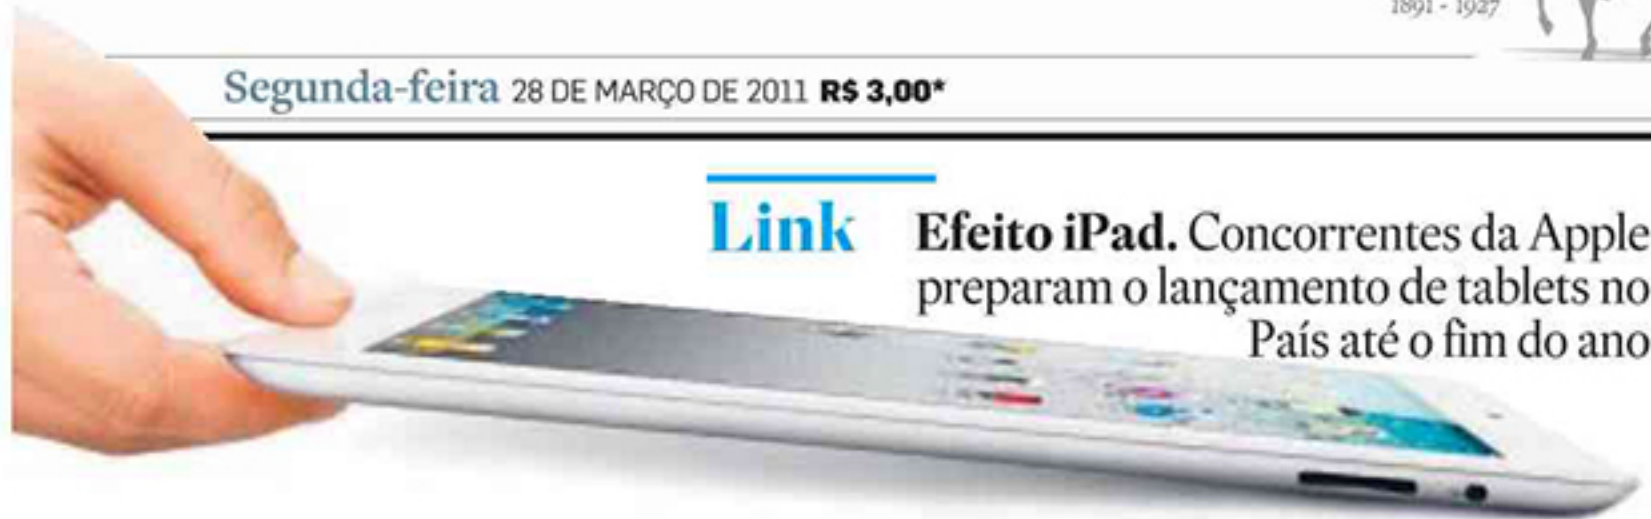 1891 - 1927
Segunda-feira 28 DE MARÇO DE 2011 R$ 3,00*
Link
Efeito iPad. Concorrentes da Apple
preparam o lançamento de tablets no
País até o fim do ano